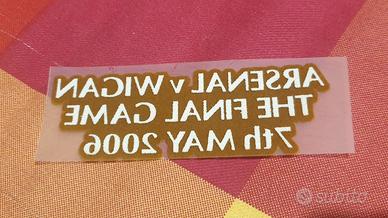 ARSENAL v WIGAN
THE FINAL GAME
7th MAY 2006
subito